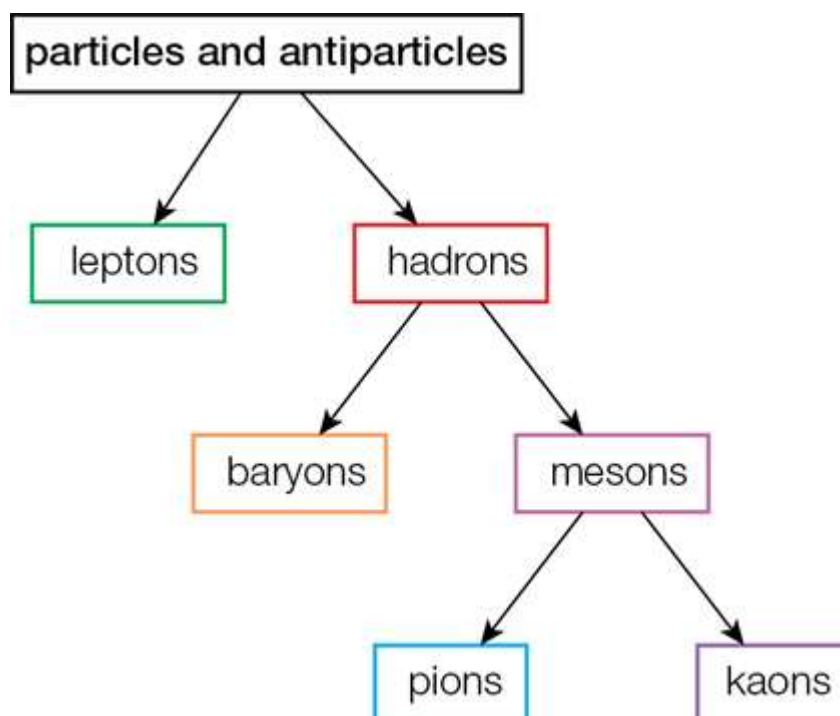 particles and antiparticles
leptons
hadrons
baryons
mesons
pions
kaons